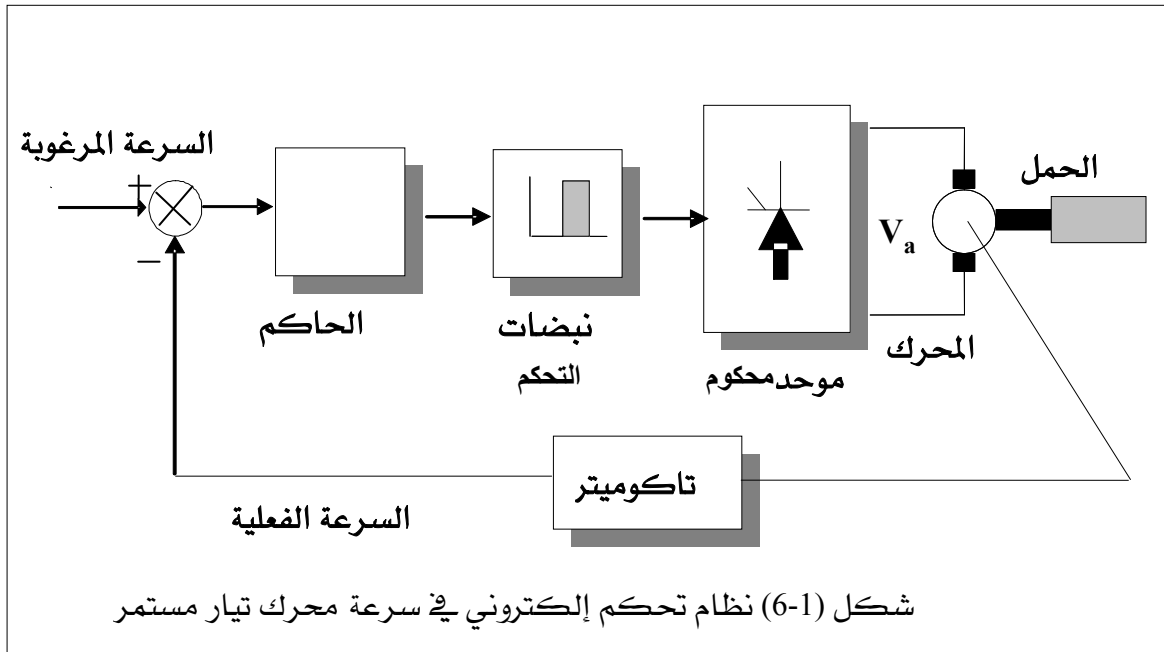 السرعة المرغوبة
+
−
الحاكم
نبضات
التحكم
موحدمحكوم
Va
المحرك
الحمل
تاكوميتر
السرعة الفعلية
شكل (1-6) نظام تحكم إلكتروني في سرعة محرك تيار مستمر